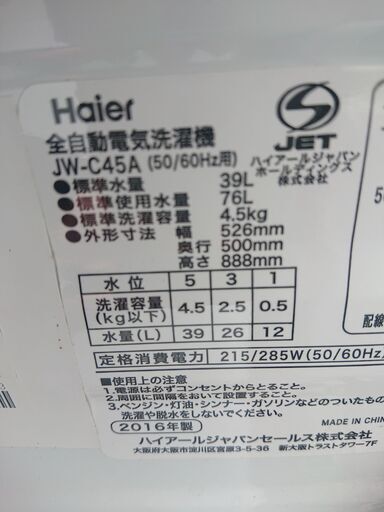 Haier
全自動電気洗濯機
JW-C45A (50/60Hz用)
S
JET
ハイアールジャパン
ホールディングス
株式会社
●標準水量 39L
●標準使用水量 76L
●標準洗濯容量 4.5kg
●外形寸法 幅 526mm
奥行 500mm
高さ 888mm
水位 5 3 1
洗濯容量(kg以下) 4.5 2.5 0.5
水量(L) 39 26 12
定格消費電力 215/285W(50/60Hz)
■使用上の注意
1.電源は必ずコンセントからとること。
2.周囲に間隔をおいて設置すること。
3.ベンジン・灯油・シンナー・ガソリンなどのついたもの
洗濯や脱水をしないでください。
2016年製
MADE IN CHIN
ハイアールジャパンセールス株式会社
大阪府大阪市淀川区宮原3-5-36 新大阪トラストタワー7F
配線